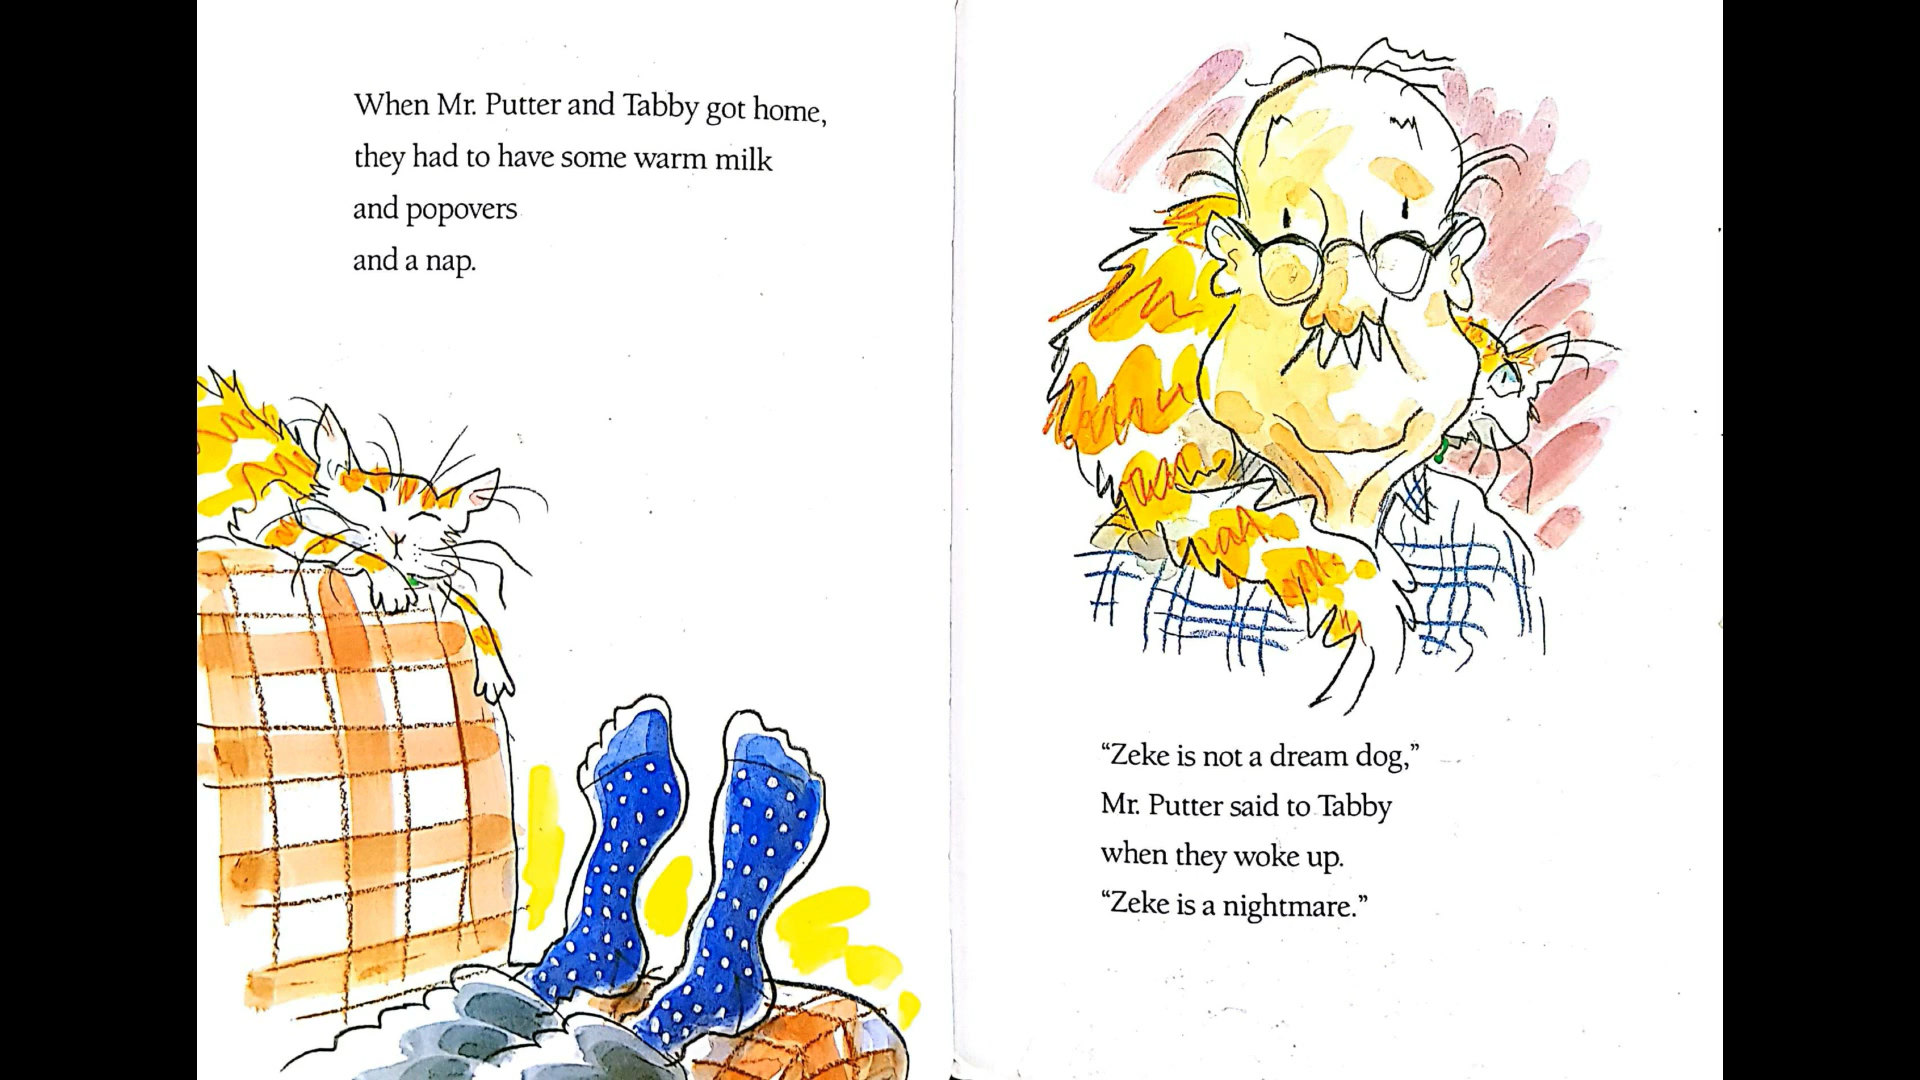 When Mr. Putter and Tabby got home,
they had to have some warm milk
and popovers
and a nap.
“Zeke is not a dream dog,”
Mr. Putter said to Tabby
when they woke up.
“Zeke is a nightmare.”